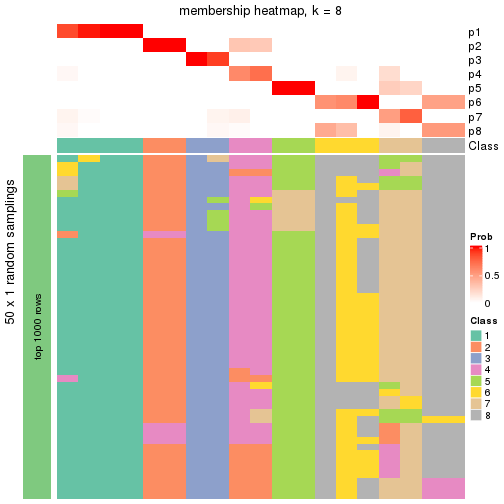 membership heatmap, k = 8
p1
p2
p3
p4
p5
p6
p7
p8
Class
50 x 1 random samplings
top 1000 rows
Prob
1
0.5
0
Class
1
2
3
4
5
6
7
8